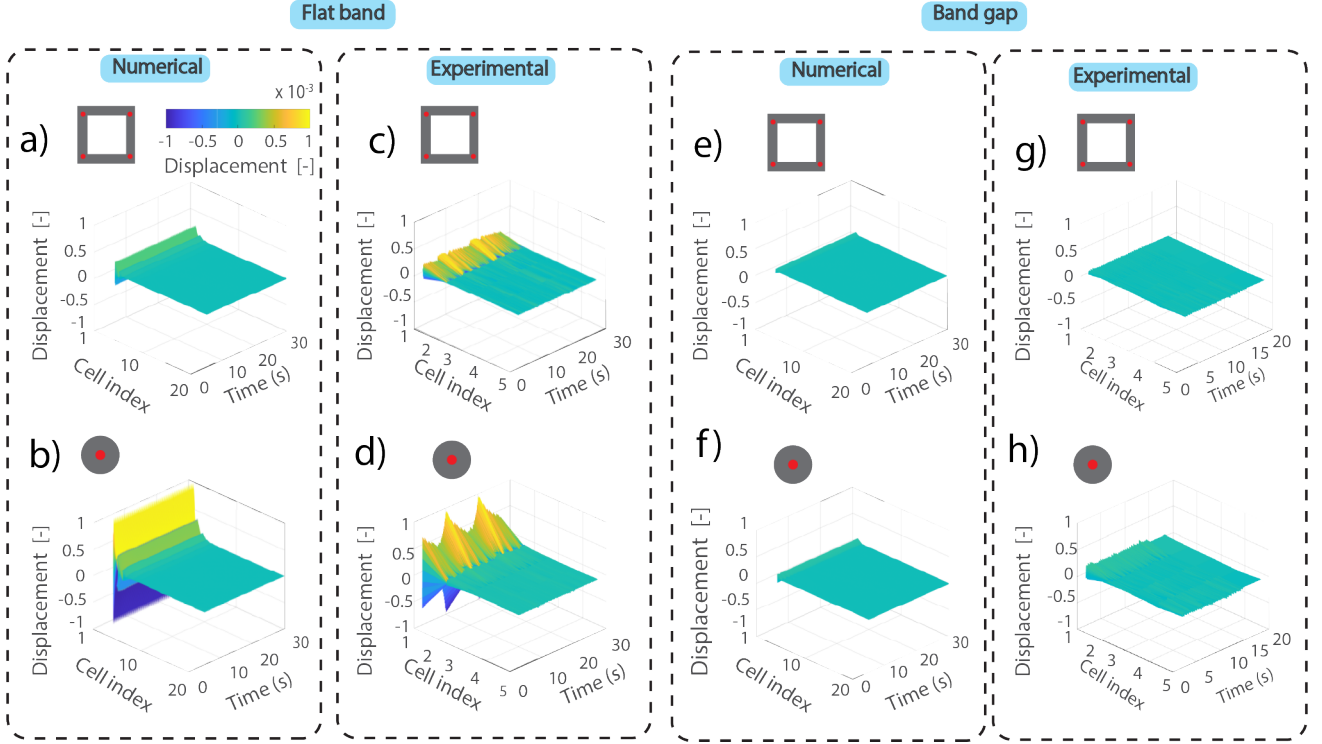 Flat band
Band gap
Numerical
Experimental
Numerical
Experimental
x 10⁻³
-1 -0.5 0 0.5 1
Displacement [-]
a)
c)
e)
g)
Displacement [-]
1
0.5
0
-0.5
-1
1
10
20
Cell index
0
10
20
30
Time (s)
Displacement [-]
1
0.5
0
-0.5
-1
1
2
3
4
5
Cell index
0
10
20
30
Time (s)
Displacement [-]
1
0.5
0
-0.5
-1
1
10
20
Cell index
0
10
20
30
Time (s)
Displacement [-]
1
0.5
0
-0.5
-1
1
2
3
4
5
Cell index
0
5
10
15
20
Time (s)
b)
d)
f)
h)
Displacement [-]
1
0.5
0
-0.5
-1
1
10
20
Cell index
0
10
20
30
Time (s)
Displacement [-]
1
0.5
0
-0.5
-1
1
2
3
4
5
Cell index
0
10
20
30
Time (s)
Displacement [-]
1
0.5
0
-0.5
-1
1
10
20
Cell index
0
10
20
30
Time (s)
Displacement [-]
1
0.5
0
-0.5
-1
1
2
3
4
5
Cell index
0
5
10
15
20
Time (s)